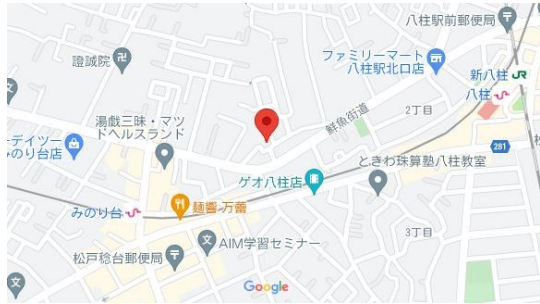 八柱駅前郵便局
ファミリーマート
八柱駅北口店
證誠院
新八柱
八柱
2丁目
湯戯三昧・マツ
ドヘルスランド
鮮魚街道
ーデイツー
みのり台店
281
ときわ珠算塾八柱教室
ゲオ八柱店
みのり台
麺響 万蕾
3丁目
AIM学習セミナー
松戸稔台郵便局
Google